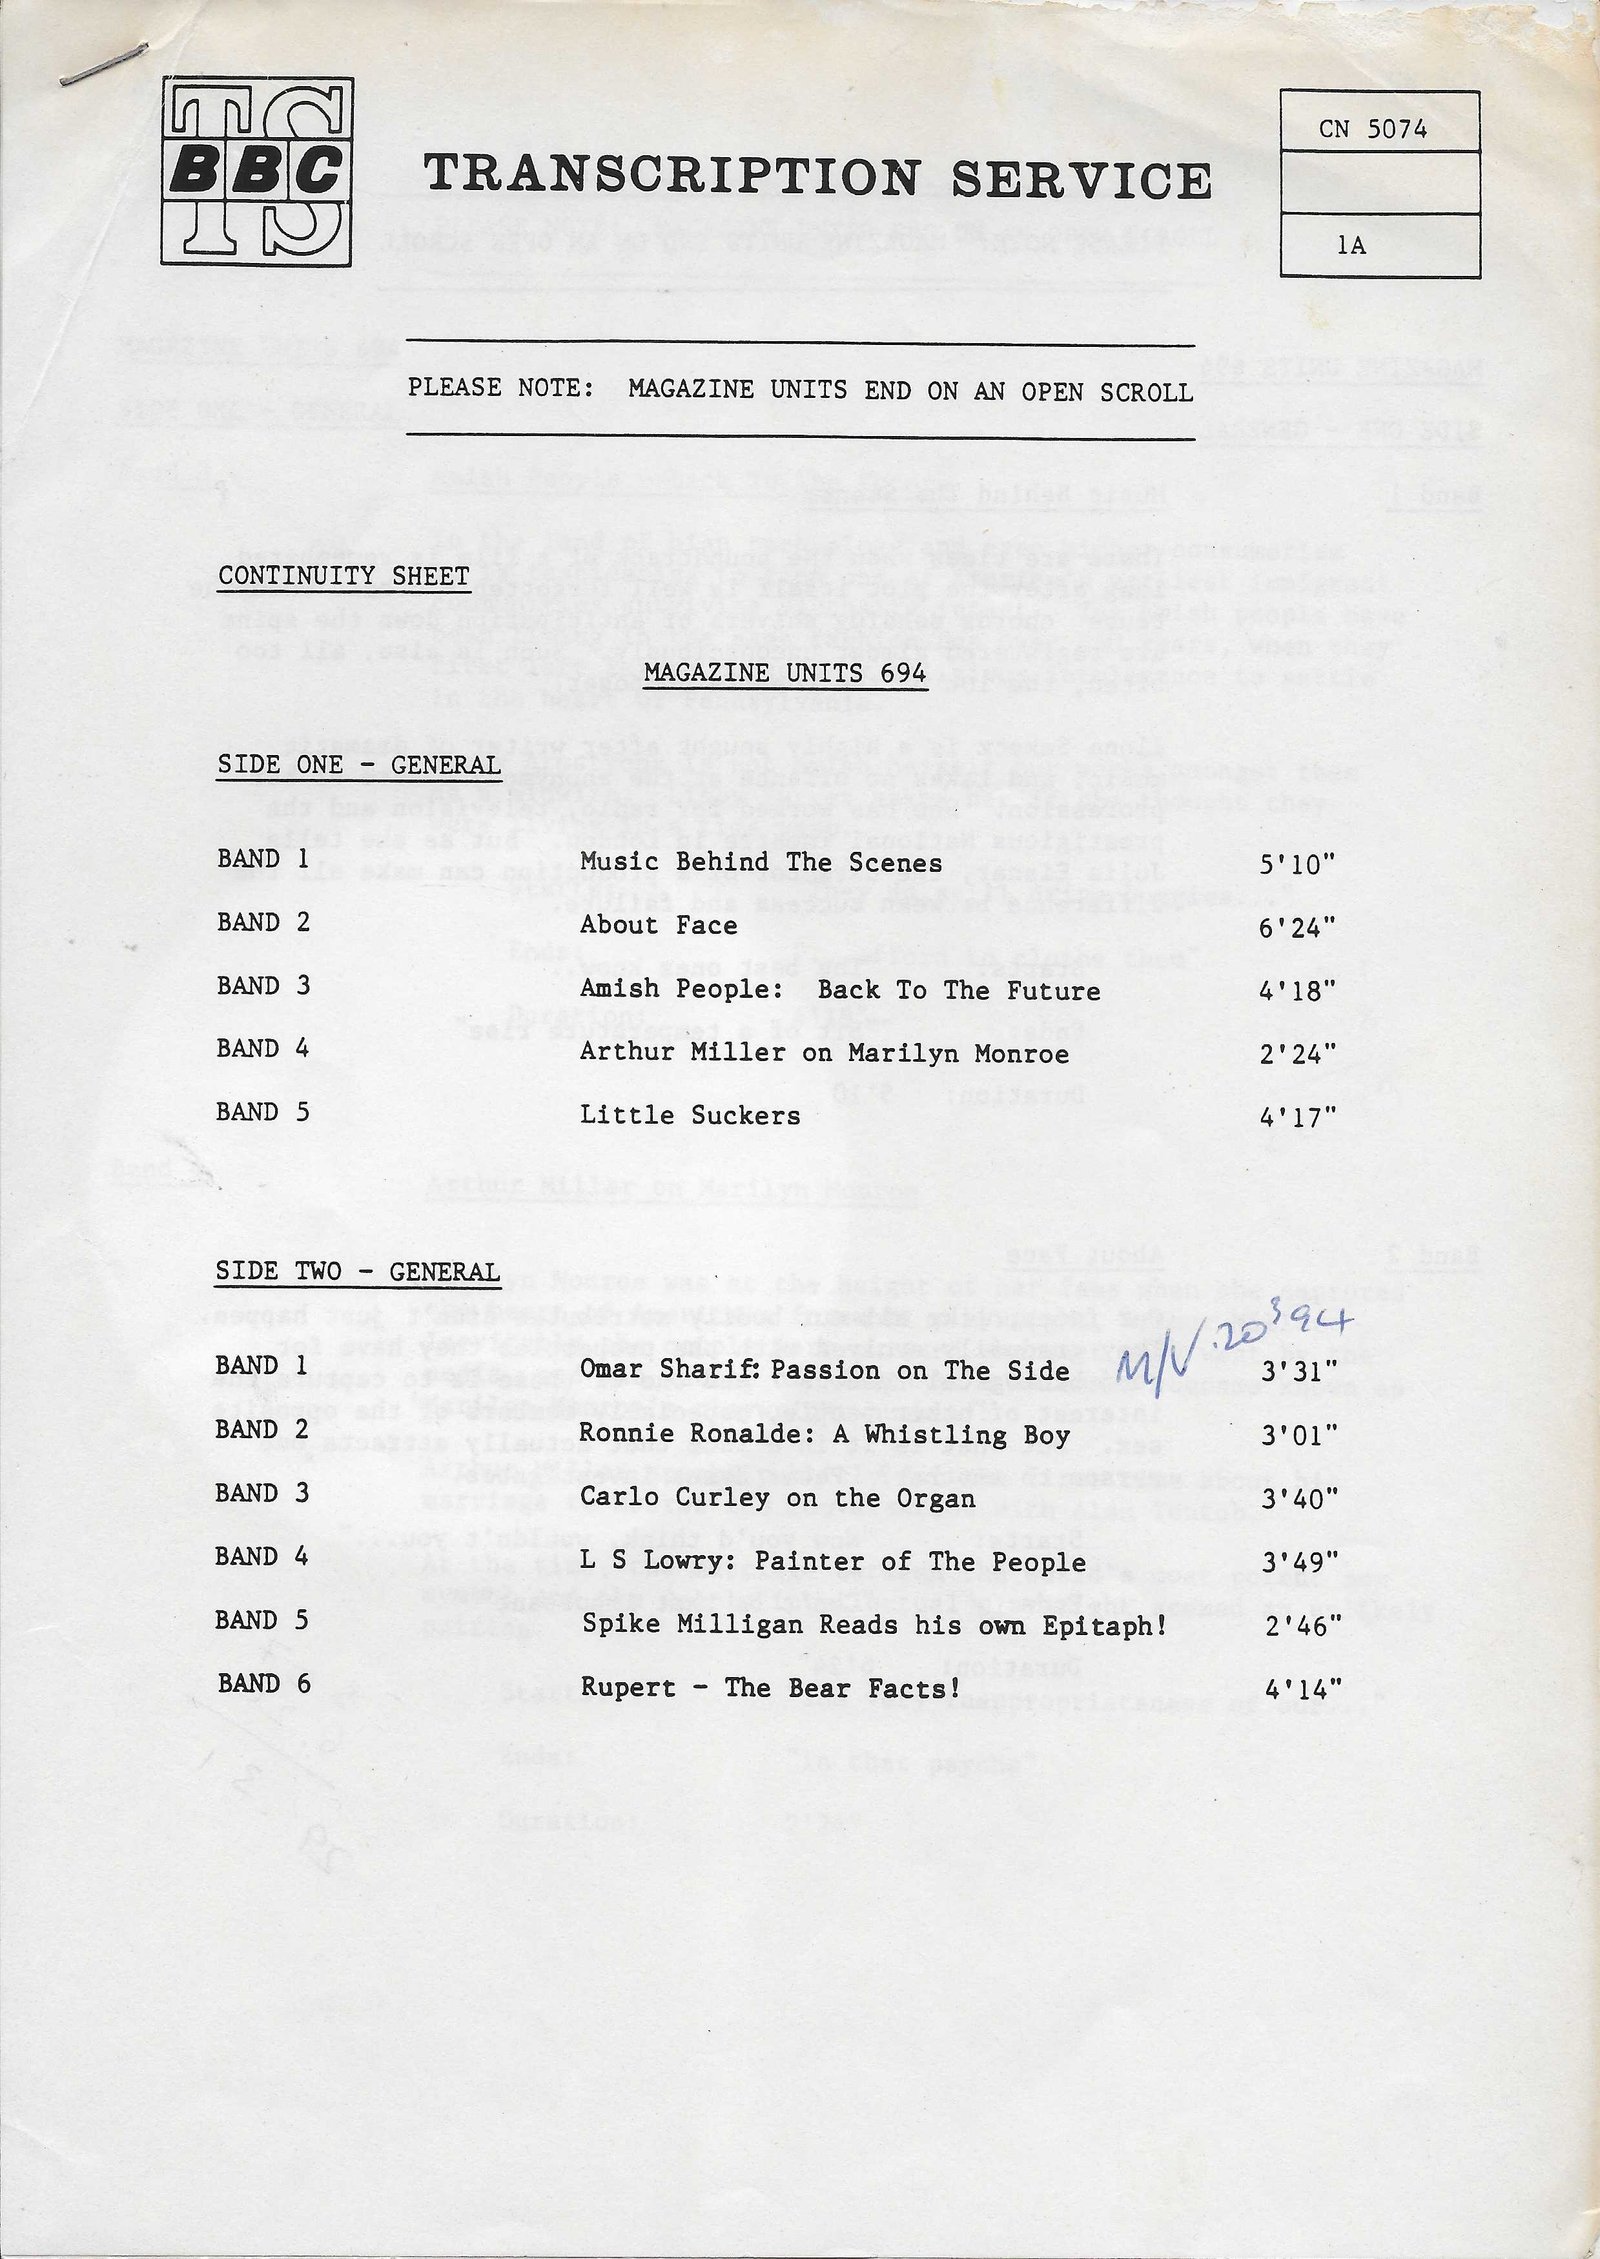 TS
BBC
TS
TRANSCRIPTION SERVICE
CN 5074
1A
PLEASE NOTE: MAGAZINE UNITS END ON AN OPEN SCROLL
CONTINUITY SHEET
MAGAZINE UNITS 694
SIDE ONE - GENERAL
BAND 1 Music Behind The Scenes 5'10"
BAND 2 About Face 6'24"
BAND 3 Amish People: Back To The Future 4'18"
BAND 4 Arthur Miller on Marilyn Monroe 2'24"
BAND 5 Little Suckers 4'17"
SIDE TWO - GENERAL
M/V.20 3 94
BAND 1 Omar Sharif: Passion on The Side 3'31"
BAND 2 Ronnie Ronalde: A Whistling Boy 3'01"
BAND 3 Carlo Curley on the Organ 3'40"
BAND 4 L S Lowry: Painter of The People 3'49"
BAND 5 Spike Milligan Reads his own Epitaph! 2'46"
BAND 6 Rupert - The Bear Facts! 4'14"